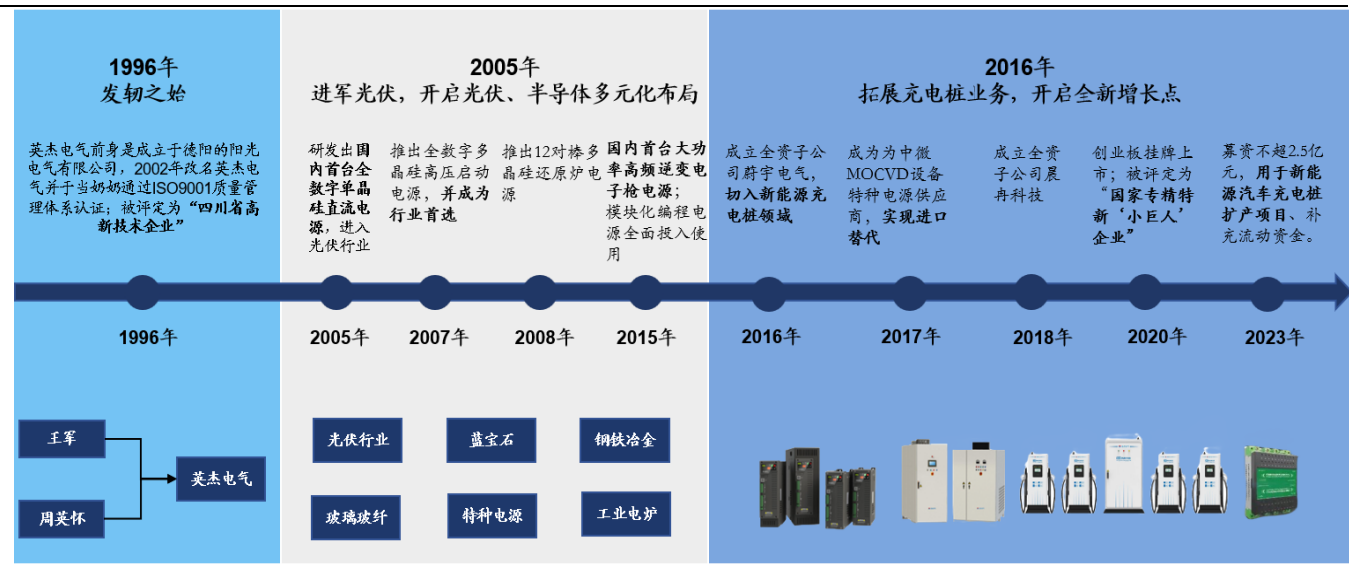 1996年
发轫之始
英杰电气前身是成立于德阳的阳光
电气有限公司，2002年改名英杰电
气并于当奶奶通过ISO9001质量管
理体系认证；被评定为“四川省高
新技术企业”
2005年
进军光伏，开启光伏、半导体多元化布局
研发出国
内首台全
数字单晶
硅直流电
源，进入
光伏行业
推出全数字多
晶硅高压启动
电源，并成为
行业首选
推出12对棒多
晶硅还原炉电
源
国内首台大功
率高频逆变电
子枪电源；
模块化编程电
源全面投入使
用
2016年
拓展充电桩业务，开启全新增长点
成立全资子公
司蔚宇电气，
切入新能源充
电桩领域
成为为中微
MOCVD设备
特种电源供应
商，实现进口
替代
成立全资
子公司晨
冉科技
创业板挂牌上
市；被评定为
“国家专精特
新‘小巨人’
企业”
募资不超2.5亿
元，用于新能
源汽车充电桩
扩产项目、补
充流动资金。
1996年
2005年
2007年
2008年
2015年
2016年
2017年
2018年
2020年
2023年
王军
周英怀
英杰电气
光伏行业
蓝宝石
钢铁冶金
玻璃玻纤
特种电源
工业电炉